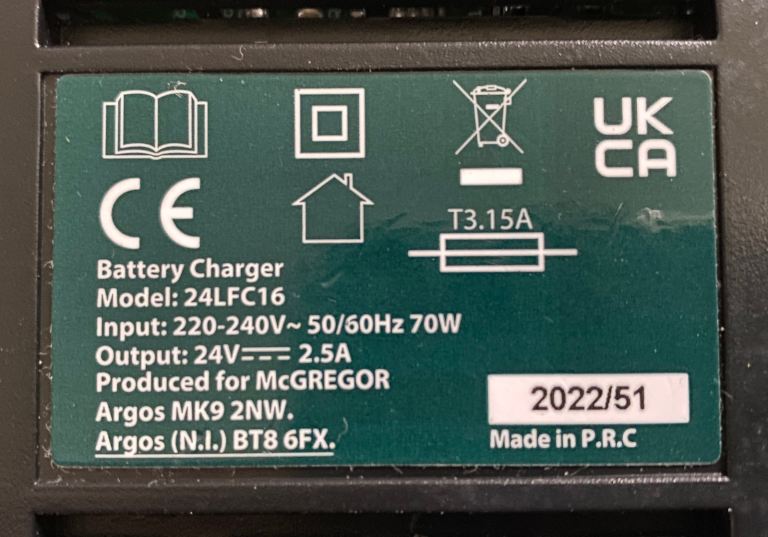 UK
CA
CE
T3.15A
Battery Charger
Model: 24LFC16
Input: 220-240V~ 50/60Hz 70W
Output: 24V⎓ 2.5A
Produced for McGREGOR
Argos MK9 2NW.
Argos (N.I.) BT8 6FX.
2022/51
Made in P.R.C